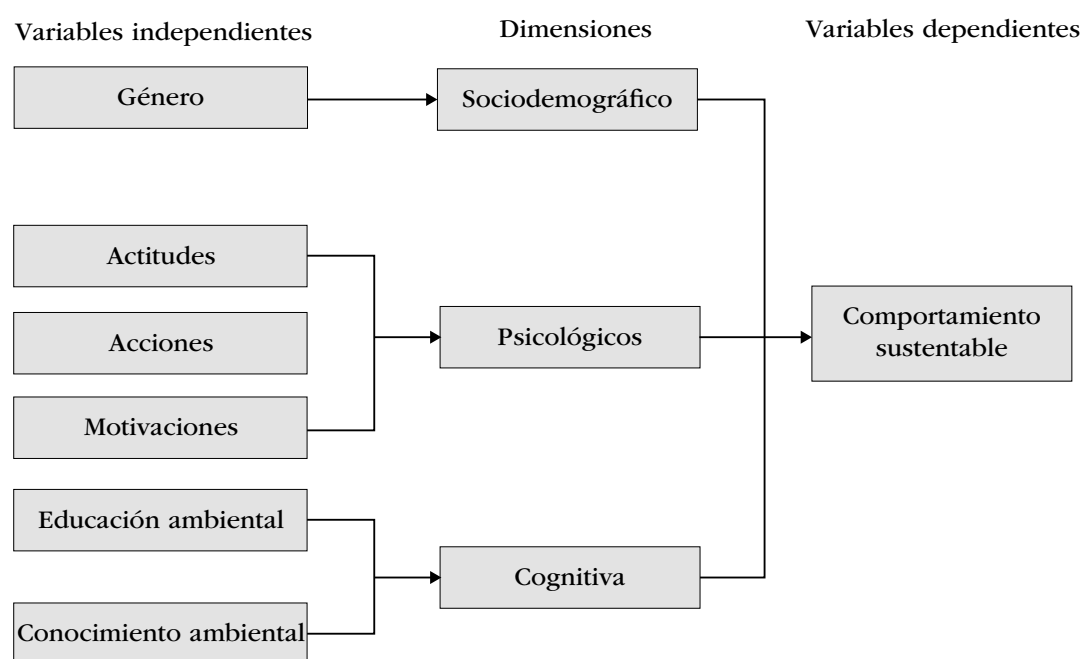 Variables independientes
Dimensiones
Variables dependientes
Género
Sociodemográfico
Actitudes
Acciones
Psicológicos
Comportamiento
sustentable
Motivaciones
Educación ambiental
Cognitiva
Conocimiento ambiental